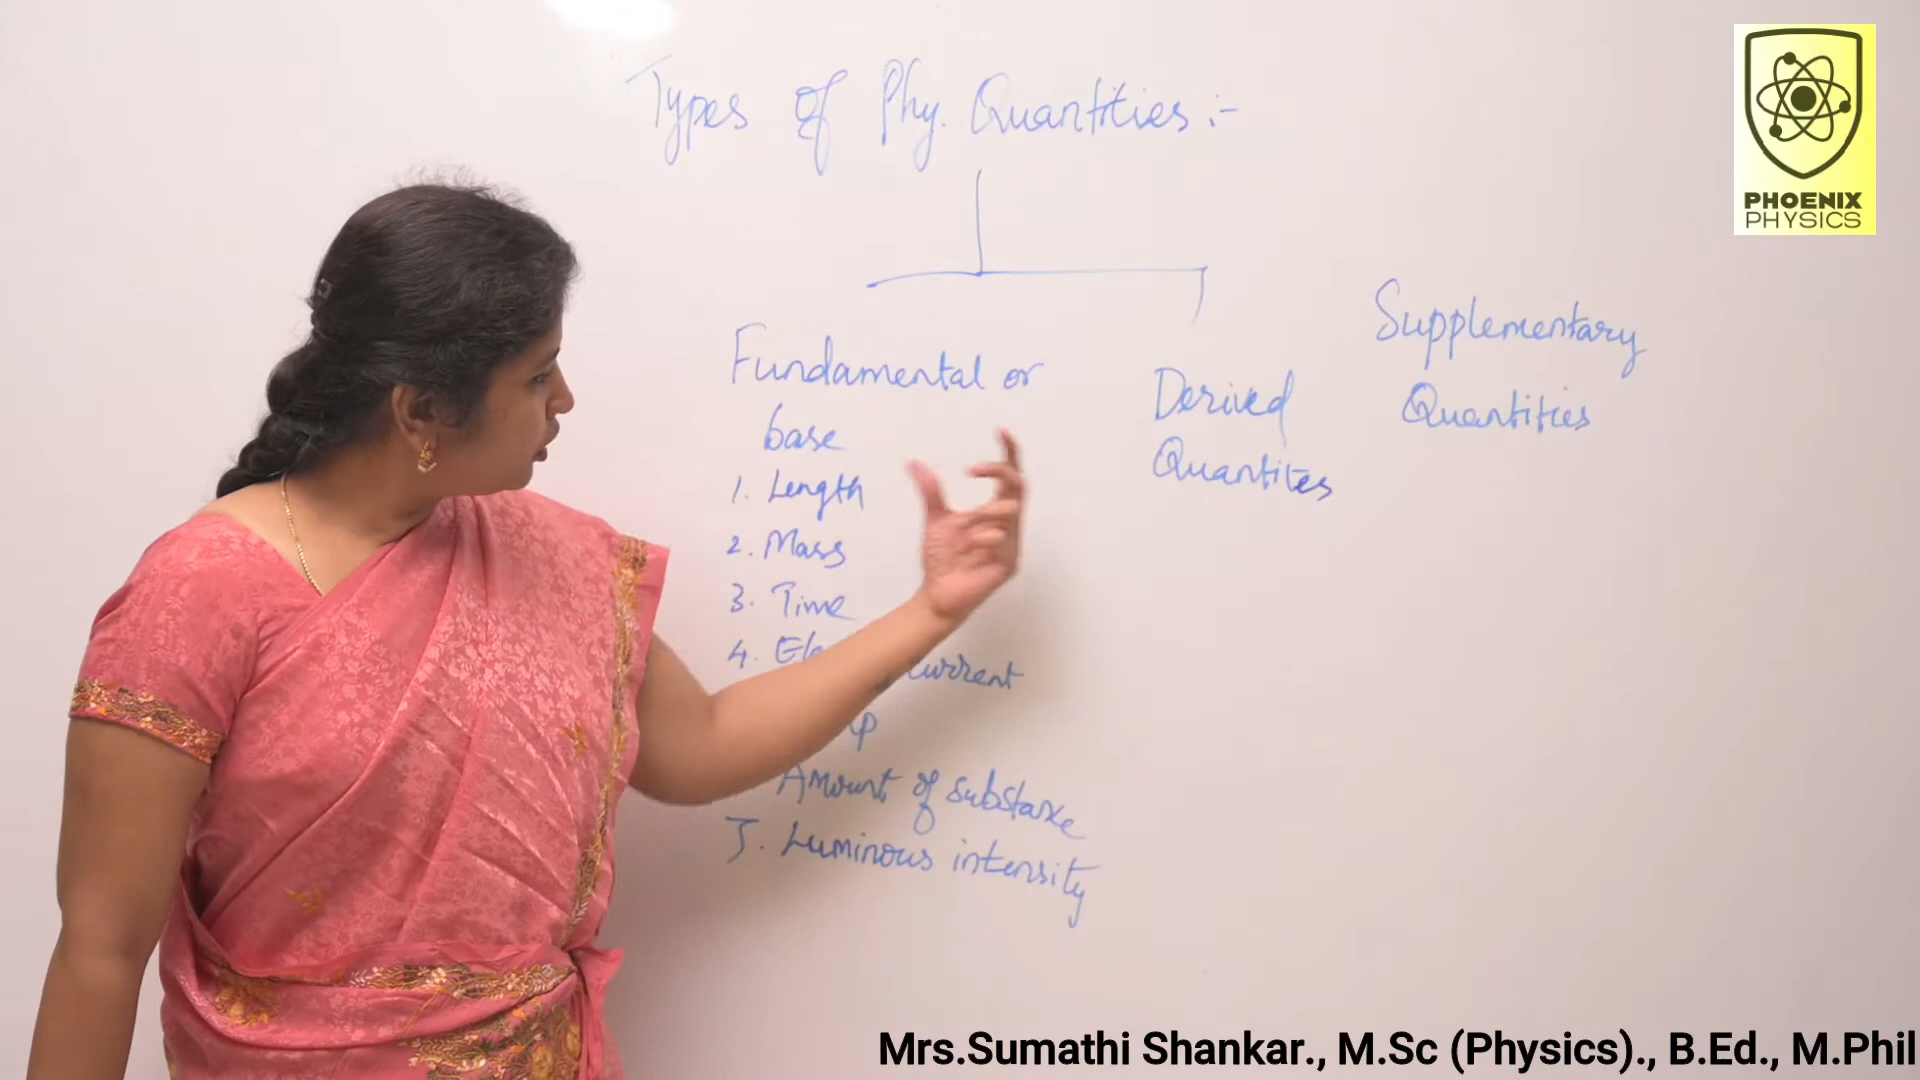 Types of Phy. Quantities :-
Fundamental or
base
1. Length
2. Mass
3. Time
4. current
Amount of substance
7. Luminous intensity
Derived
Quantites
Supplementary
Quantities
PHOENIX
PHYSICS
Mrs.Sumathi Shankar., M.Sc (Physics)., B.Ed., M.Phil